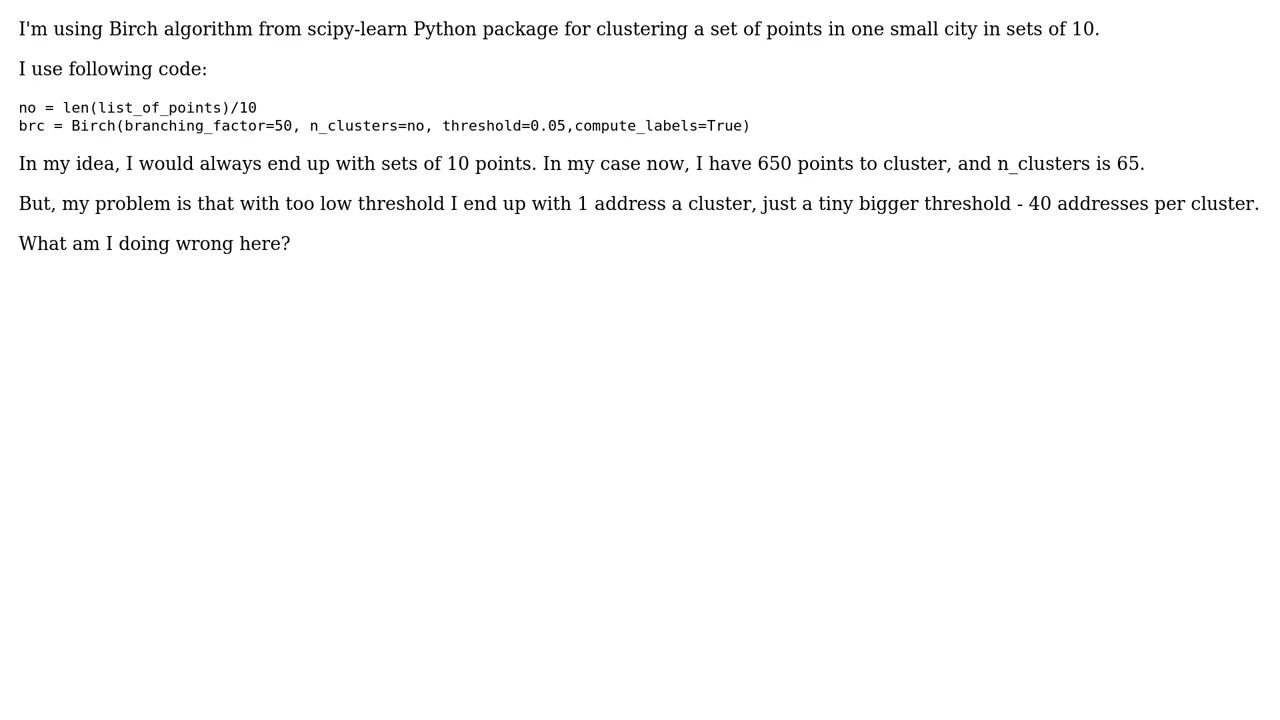 I'm using Birch algorithm from scipy-learn Python package for clustering a set of points in one small city in sets of 10.
I use following code:
no = len(list_of_points)/10
brc = Birch(branching_factor=50, n_clusters=no, threshold=0.05,compute_labels=True)
In my idea, I would always end up with sets of 10 points. In my case now, I have 650 points to cluster, and n_clusters is 65.
But, my problem is that with too low threshold I end up with 1 address a cluster, just a tiny bigger threshold - 40 addresses per cluster.
What am I doing wrong here?